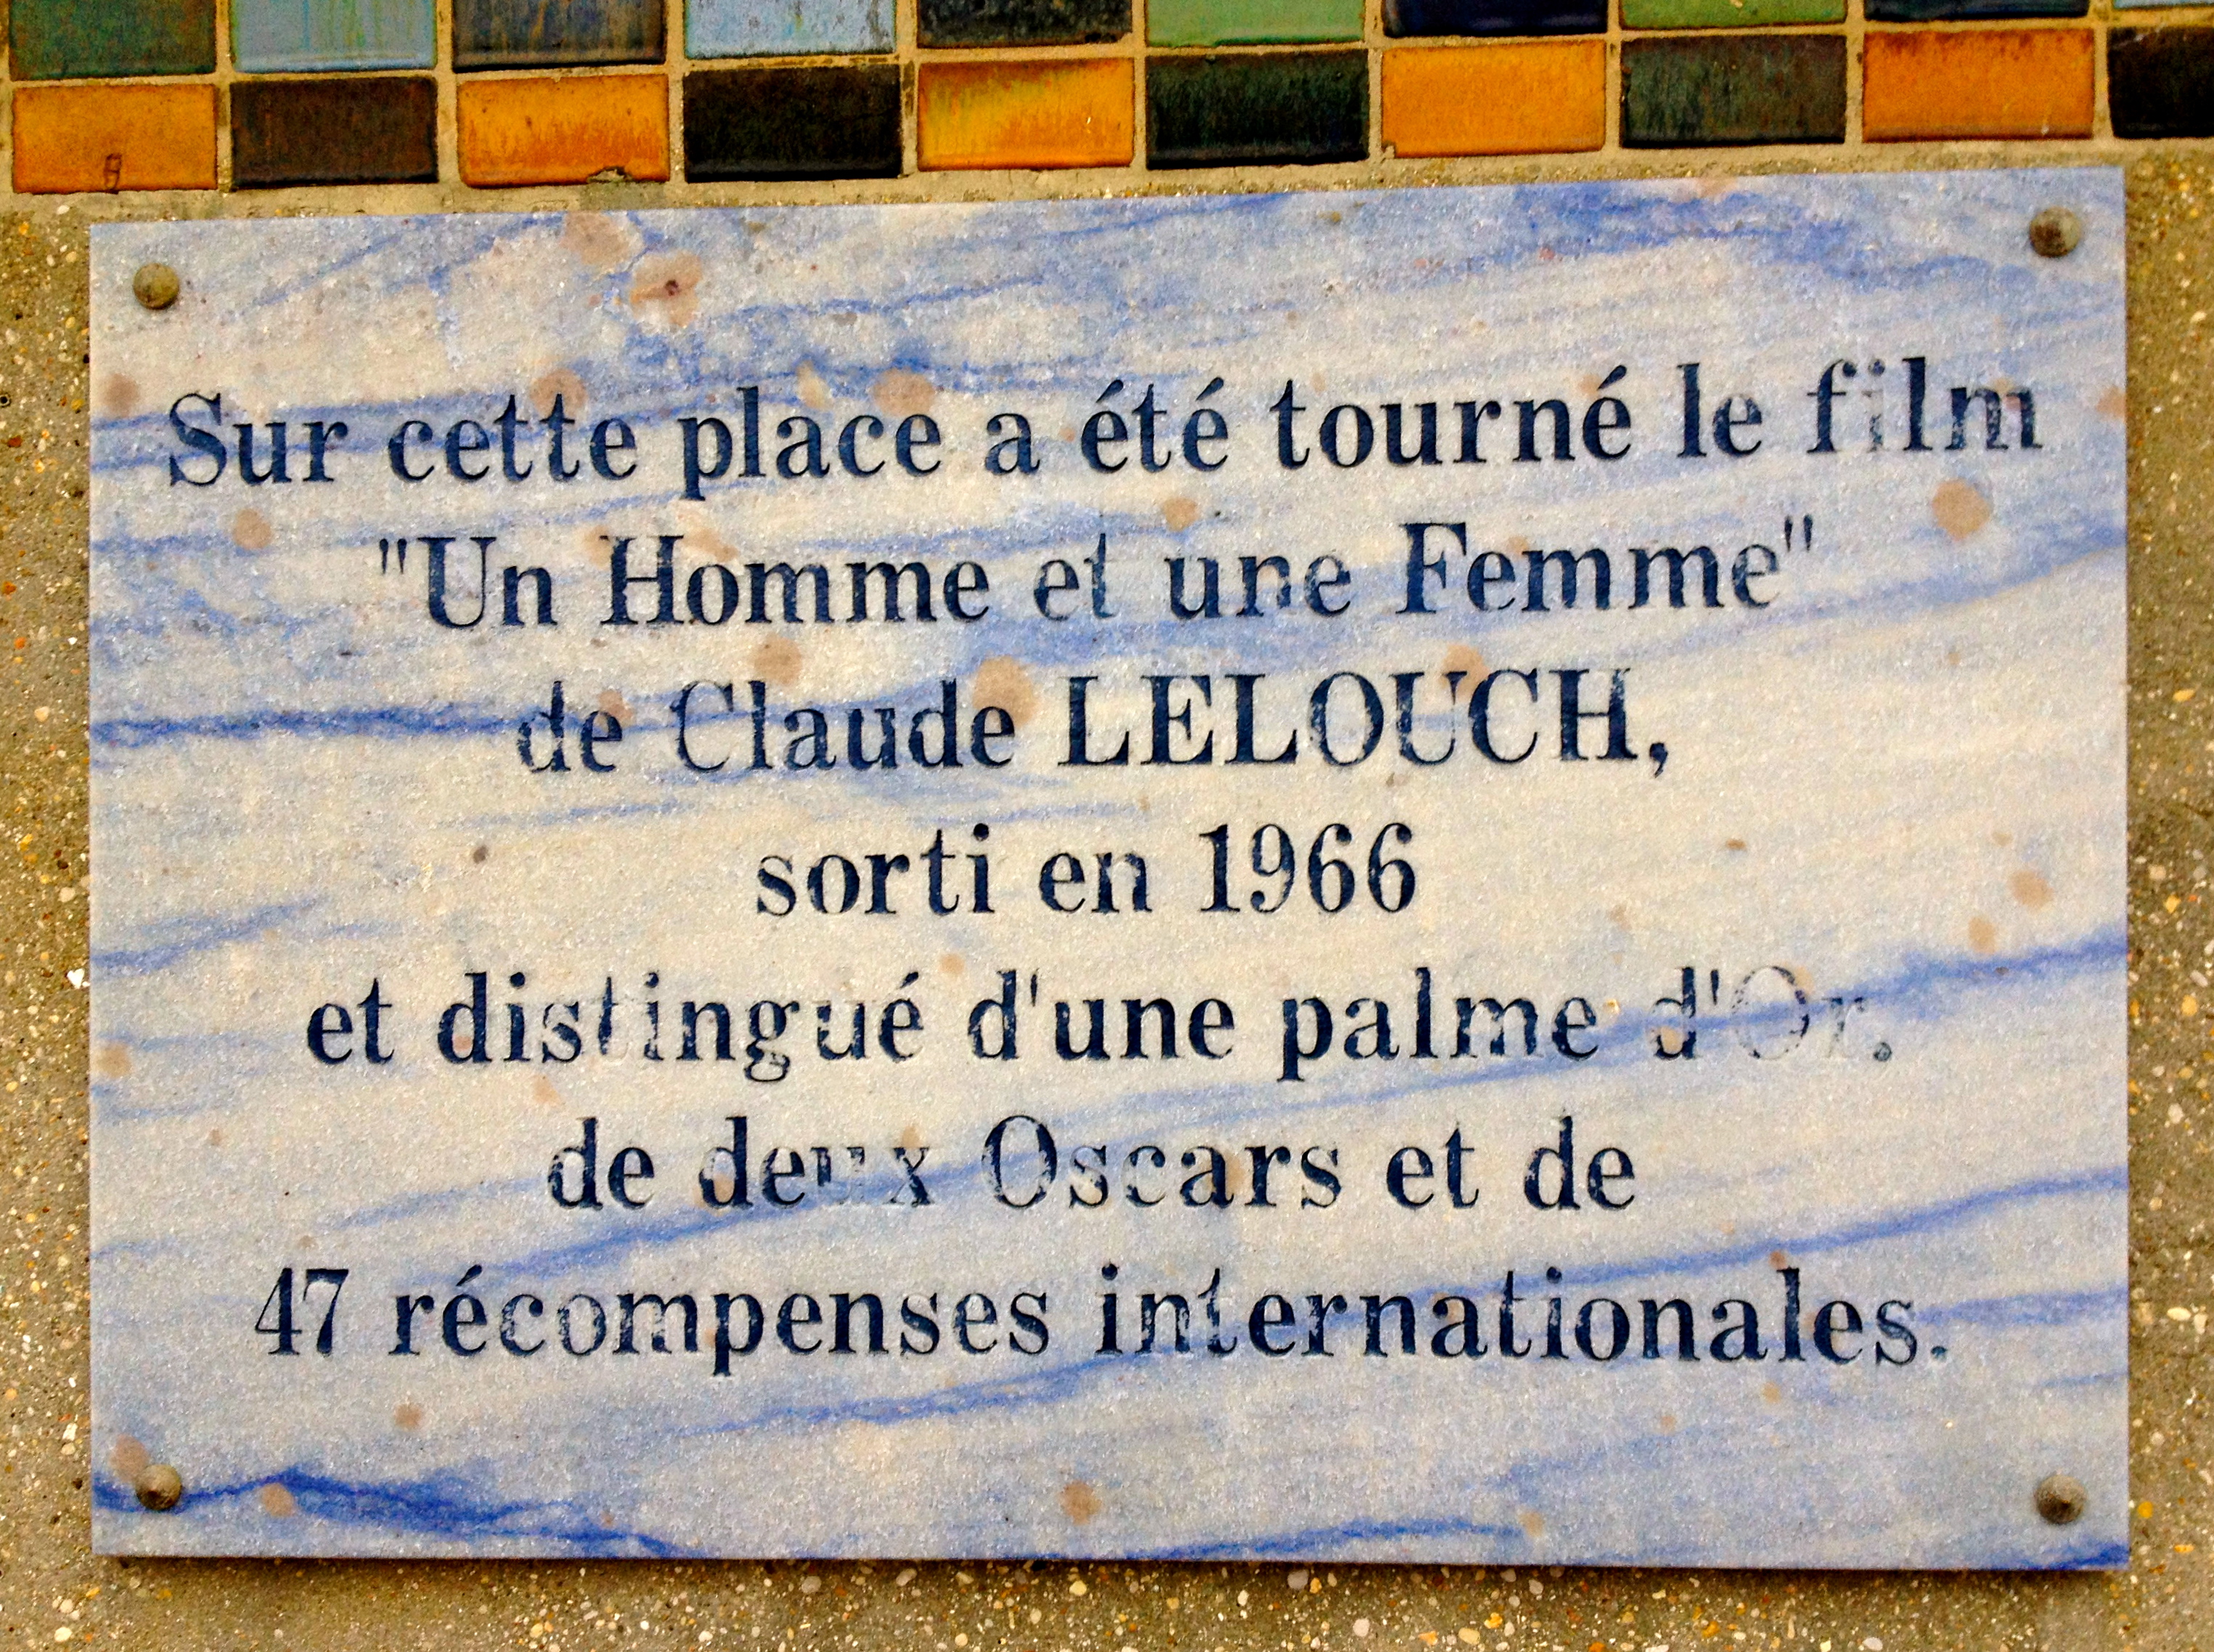 Sur cette place a été tourné le film
"Un Homme et une Femme"
de Claude LELOUCH,
sorti en 1966
et distingué d'une palme d'Or.
de deux Oscars et de
47 récompenses internationales.